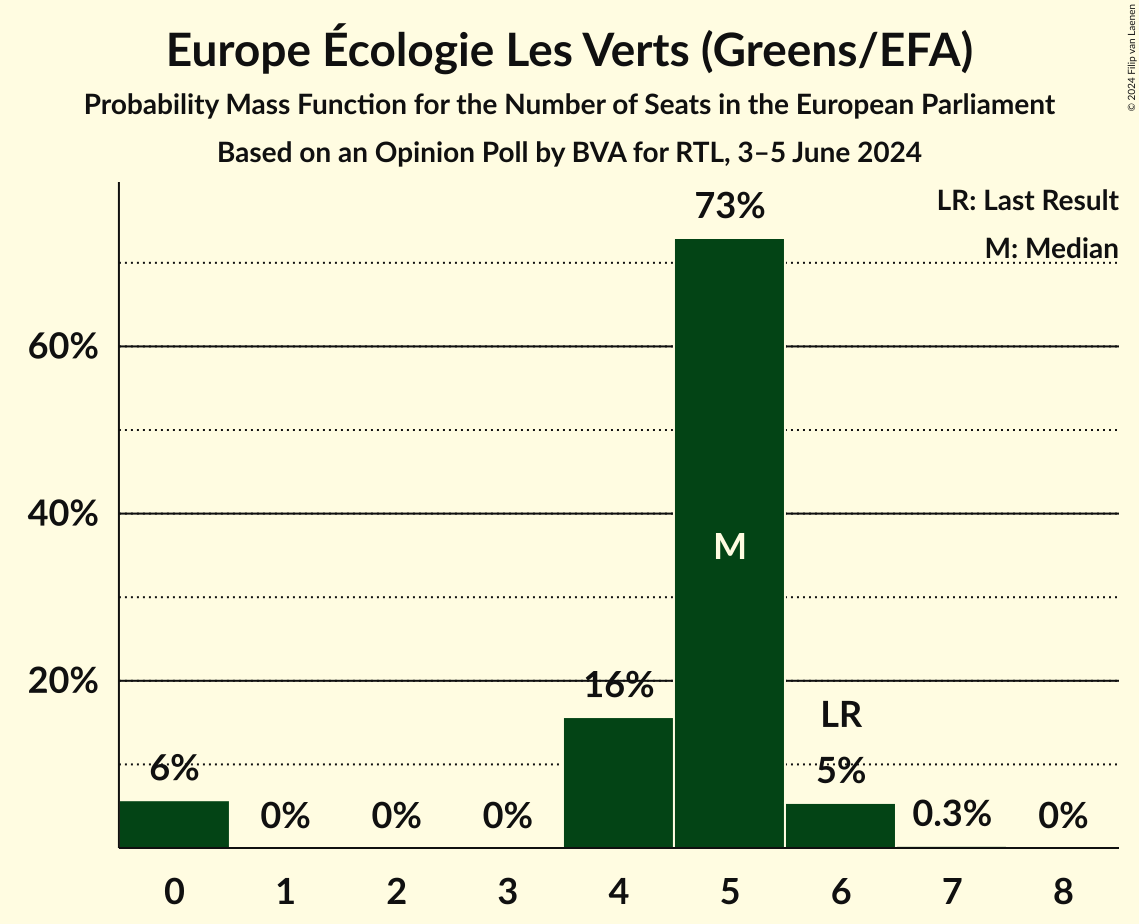 Europe Écologie Les Verts (Greens/EFA)
Probability Mass Function for the Number of Seats in the European Parliament
Based on an Opinion Poll by BVA for RTL, 3–5 June 2024
© 2024 Filip van Laenen
LR: Last Result
M: Median
60%
40%
20%
6%
0%
0%
0%
16%
73%
M
LR
5%
0.3%
0%
0 1 2 3 4 5 6 7 8